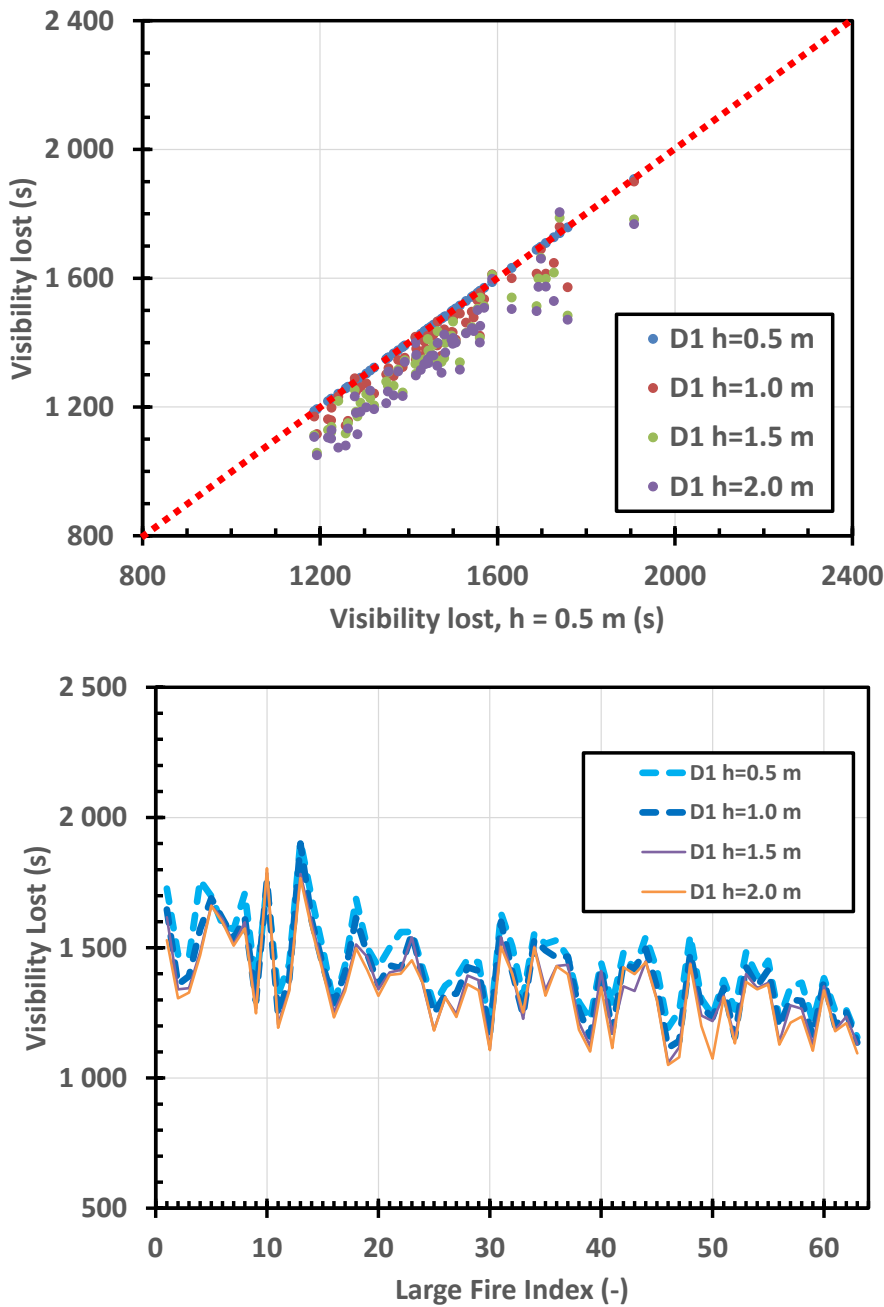 2 400
2 000
1 600
1200
800
Visibility lost (s)
D1 h=0.5 m
D1 h=1.0 m
D1 h=1.5 m
D1 h=2.0 m
800
1200
1600
2000
2400
Visibility lost, h = 0.5 m (s)
2 500
2 000
1 500
1 000
500
Visibility Lost (s)
D1 h=0.5 m
D1 h=1.0 m
D1 h=1.5 m
D1 h=2.0 m
0
10
20
30
40
50
60
Large Fire Index (-)